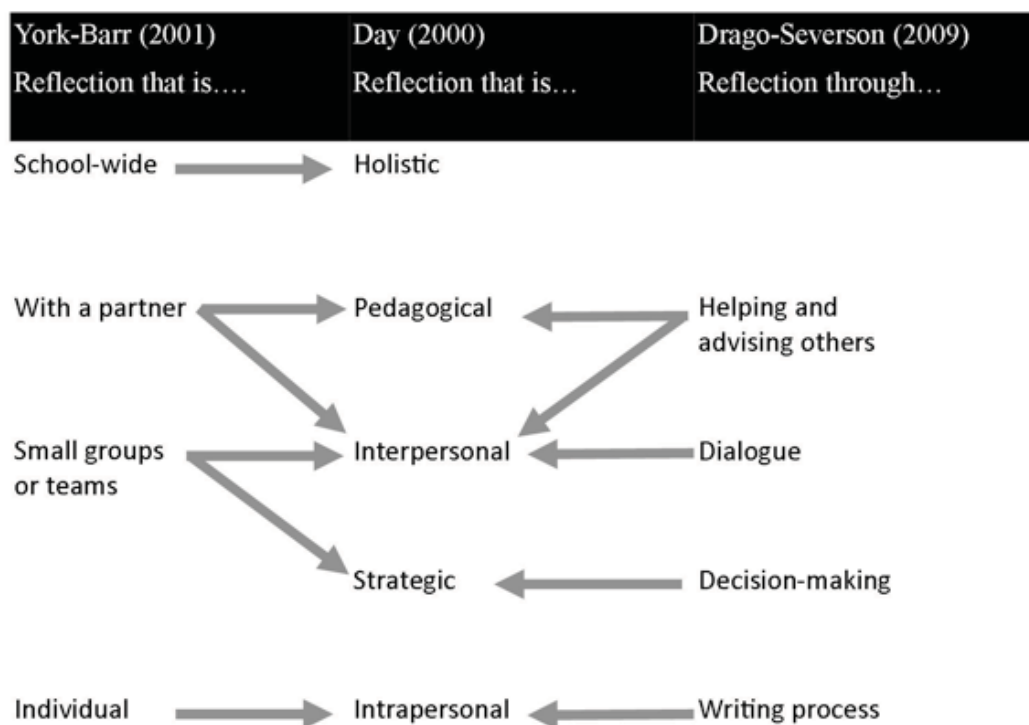 York-Barr (2001)
Reflection that is….
Day (2000)
Reflection that is…
Drago-Severson (2009)
Reflection through…
School-wide
Holistic
With a partner
Pedagogical
Helping and
advising others
Small groups
or teams
Interpersonal
Dialogue
Strategic
Decision-making
Individual
Intrapersonal
Writing process